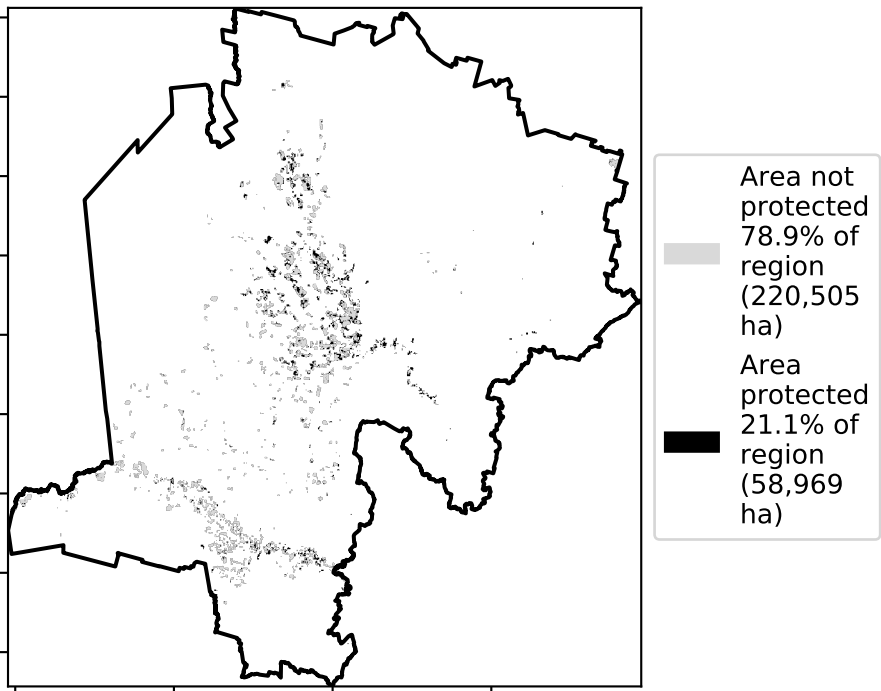 Area not
protected
78.9% of
region
(220,505
ha)
Area
protected
21.1% of
region
(58,969
ha)